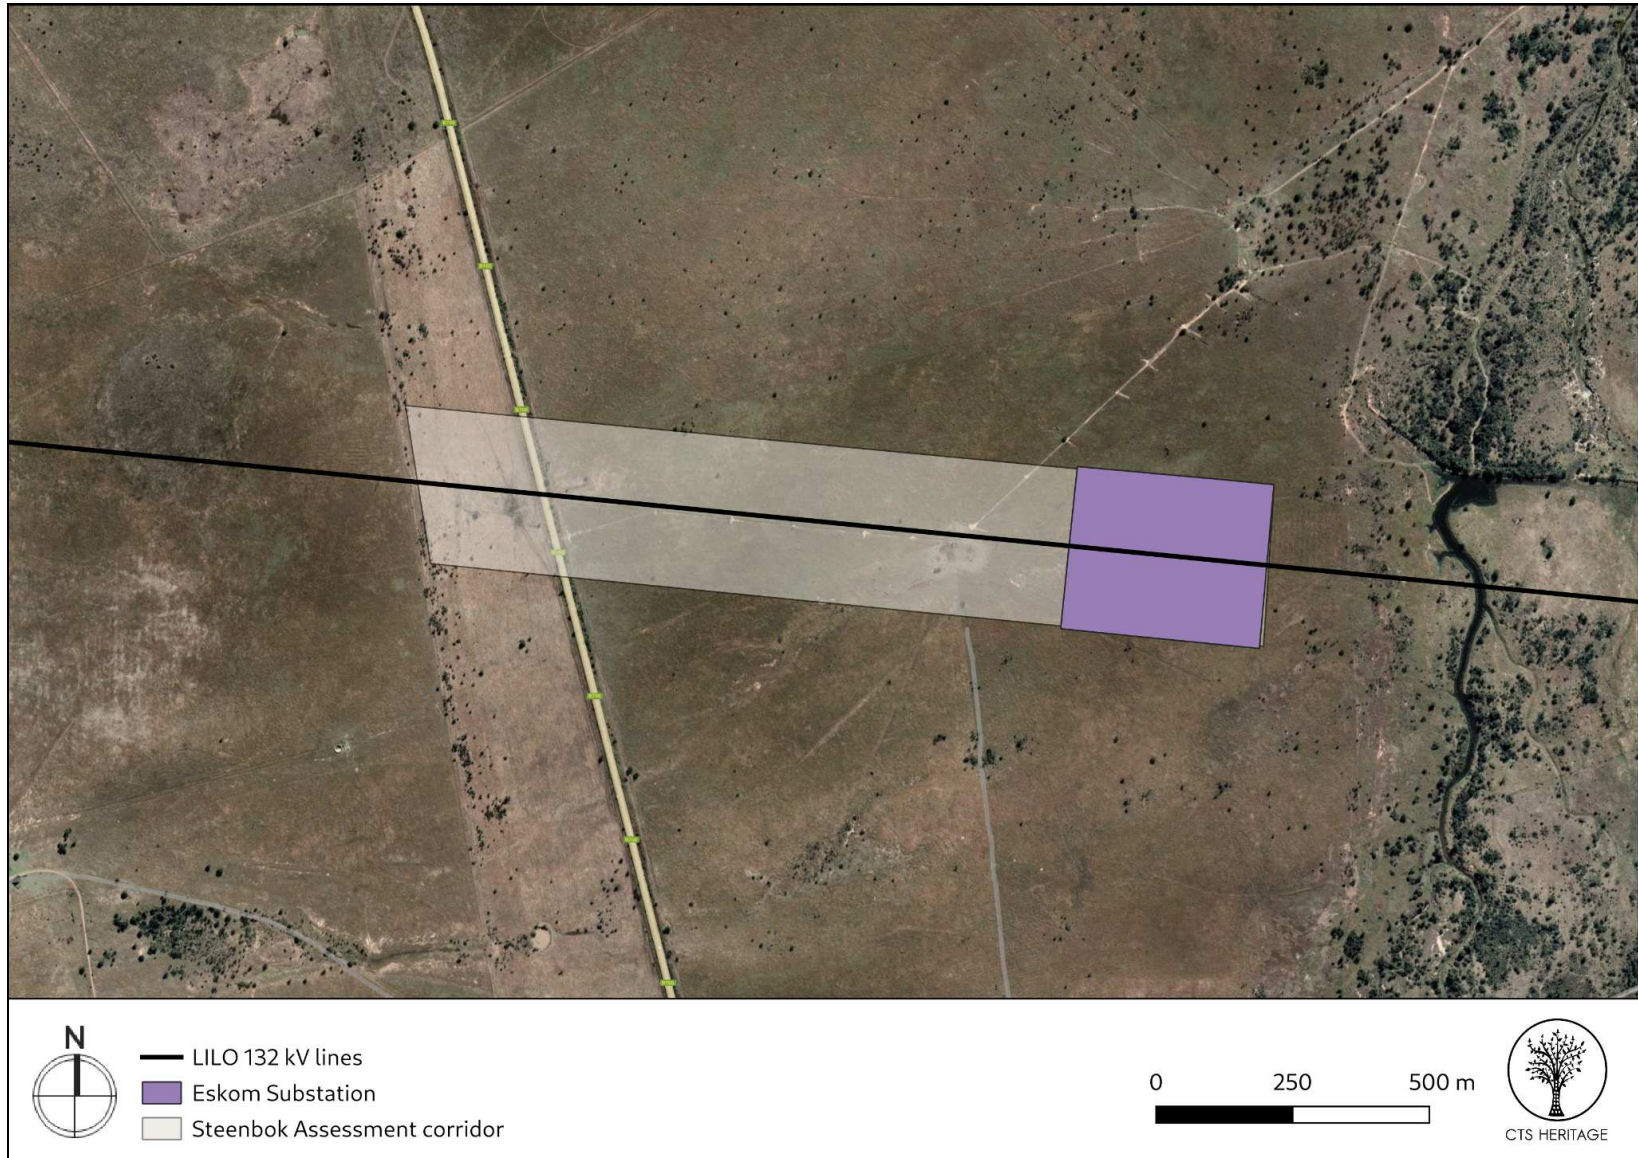 N
LILO 132 kV lines
Eskom Substation
Steenbok Assessment corridor
0 250 500 m
CTS HERITAGE